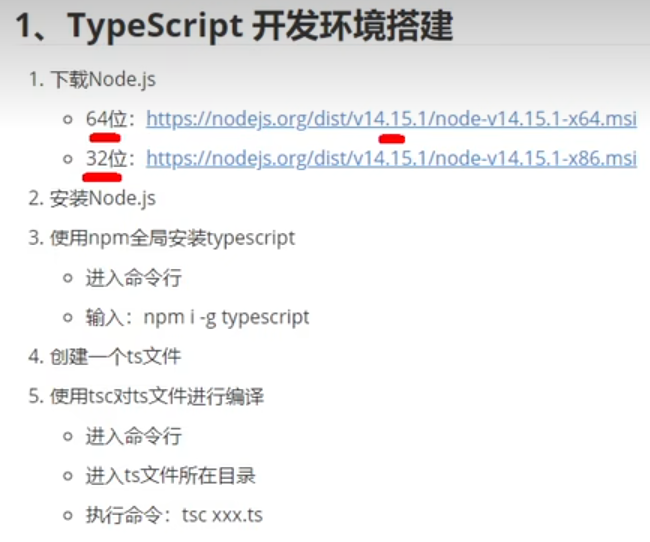 1、TypeScript 开发环境搭建
1. 下载Node.js
64位：https://nodejs.org/dist/v14.15.1/node-v14.15.1-x64.msi
32位：https://nodejs.org/dist/v14.15.1/node-v14.15.1-x86.msi
2. 安装Node.js
3. 使用npm全局安装typescript
进入命令行
输入：npm i -g typescript
4. 创建一个ts文件
5. 使用tsc对ts文件进行编译
进入命令行
进入ts文件所在目录
执行命令：tsc xxx.ts